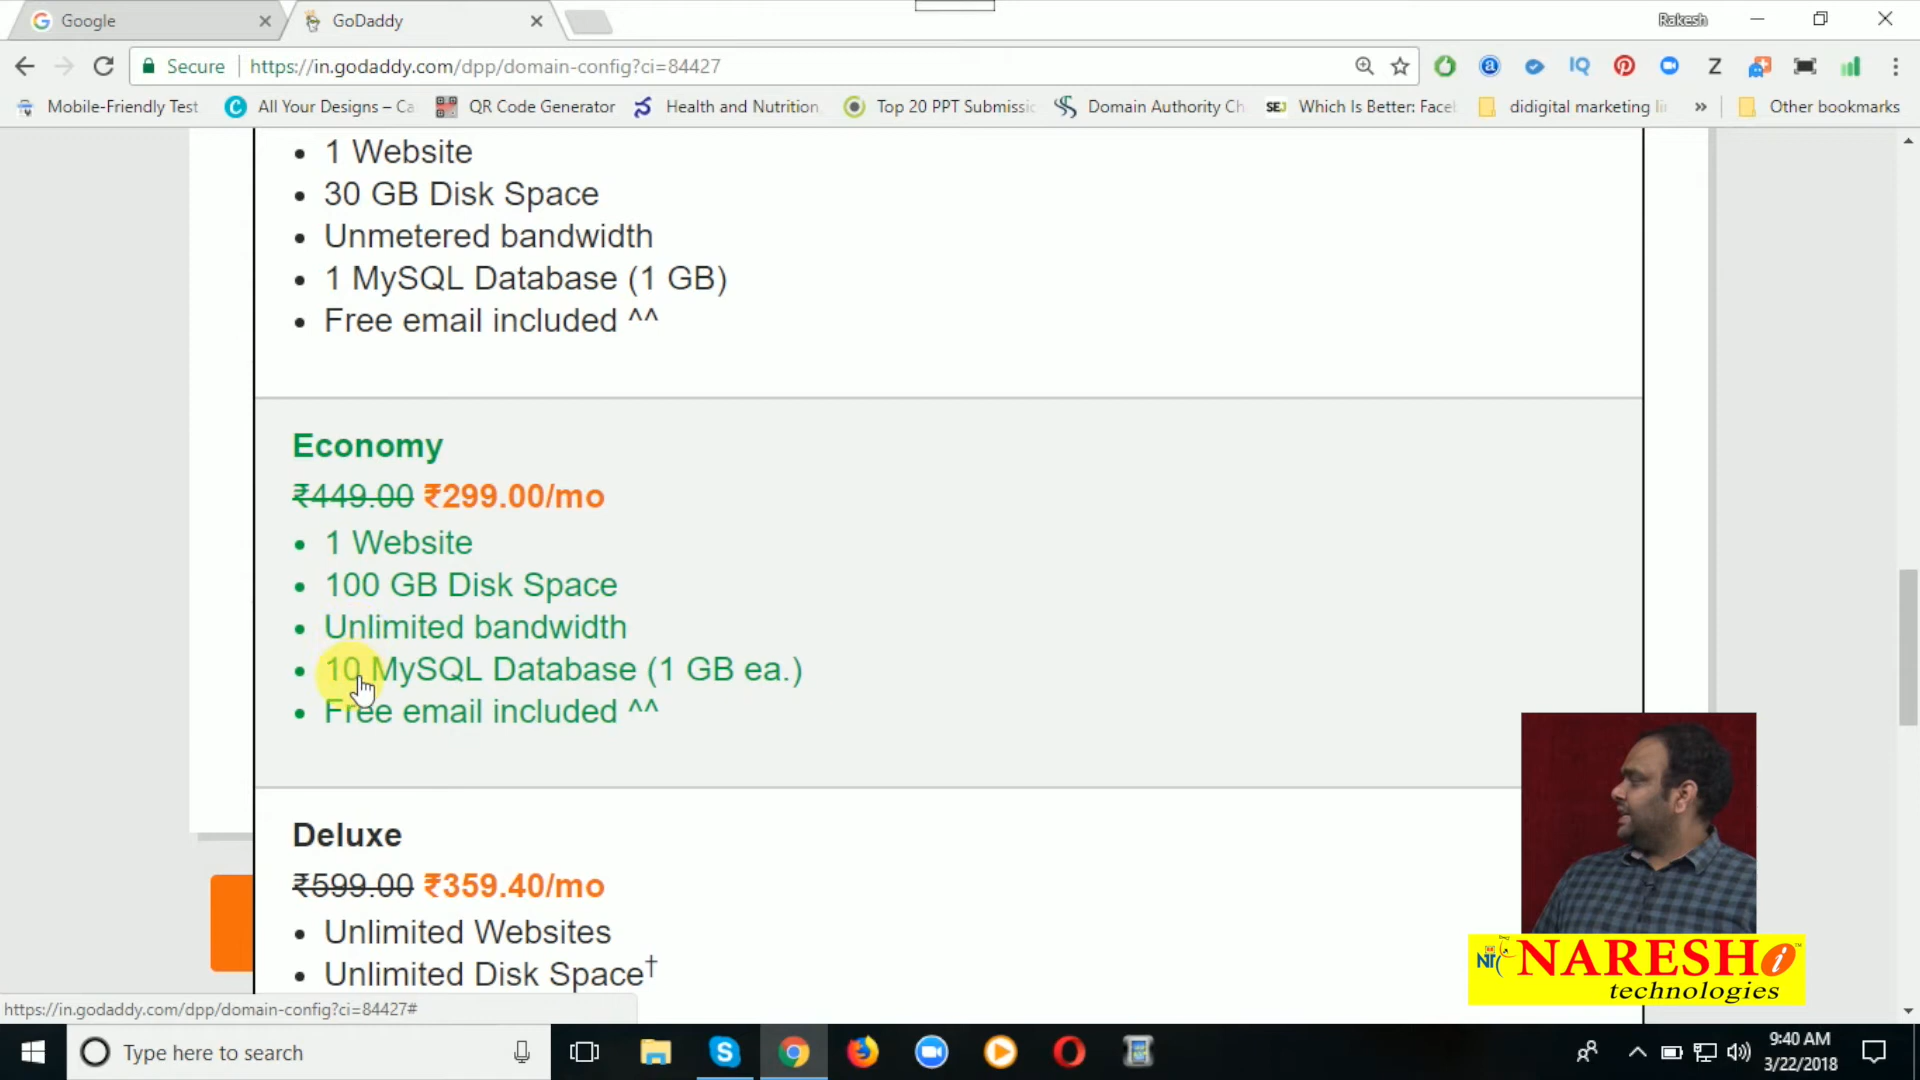 Google
GoDaddy
Rakesh
Secure
https://in.godaddy.com/dpp/domain-config?ci=84427
IQ
Z
Mobile-Friendly Test
All Your Designs – Ca
QR Code Generator
Health and Nutrition
Top 20 PPT Submissio
Domain Authority Ch
SEJ
Which Is Better: Face
didigital marketing li
»
Other bookmarks
• 1 Website
• 30 GB Disk Space
• Unmetered bandwidth
• 1 MySQL Database (1 GB)
• Free email included ^^
Economy
₹449.00 ₹299.00/mo
• 1 Website
• 100 GB Disk Space
• Unlimited bandwidth
• 10 MySQL Database (1 GB ea.)
• Free email included ^^
Deluxe
₹599.00 ₹359.40/mo
• Unlimited Websites
• Unlimited Disk Space†
https://in.godaddy.com/dpp/domain-config?ci=84427#
NARESH i
technologies
Type here to search
9:40 AM
3/22/2018